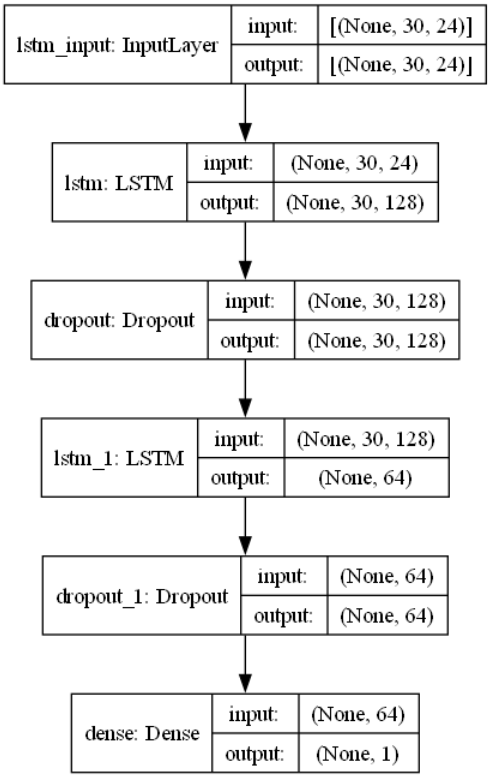 lstm_input: InputLayer
input: [(None, 30, 24)]
output: [(None, 30, 24)]
lstm: LSTM
input: (None, 30, 24)
output: (None, 30, 128)
dropout: Dropout
input: (None, 30, 128)
output: (None, 30, 128)
lstm_1: LSTM
input: (None, 30, 128)
output: (None, 64)
dropout_1: Dropout
input: (None, 64)
output: (None, 64)
dense: Dense
input: (None, 64)
output: (None, 1)